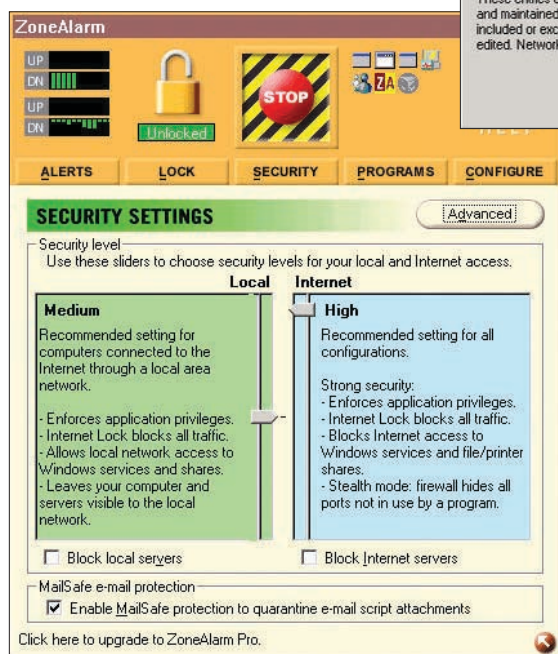 These entries
and maintained
included or exc
edited. Network
ZoneAlarm
UP
DN
UP
DN
Unlocked
STOP
ZA
ALERTS LOCK SECURITY PROGRAMS CONFIGURE
SECURITY SETTINGS
Advanced
Security level
Use these sliders to choose security levels for your local and Internet access.
Local Internet
Medium
Recommended setting for
computers connected to the
Internet through a local area
network.
- Enforces application privileges.
- Internet Lock blocks all traffic.
- Allows local network access to
Windows services and shares.
- Leaves your computer and
servers visible to the local
network.
High
Recommended setting for all
configurations.
Strong security:
- Enforces application privileges.
- Internet Lock blocks all traffic.
- Blocks Internet access to
Windows services and file/printer
shares.
- Stealth mode: firewall hides all
ports not in use by a program.
Block local servers
Block Internet servers
MailSafe e-mail protection
Enable MailSafe protection to quarantine e-mail script attachments
Click here to upgrade to ZoneAlarm Pro.